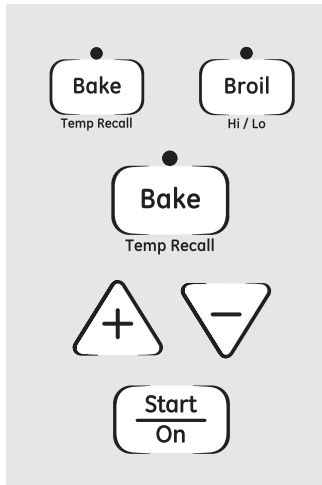 Bake Broil
Temp Recall Hi / Lo
Bake
Temp Recall
+ −
Start
On